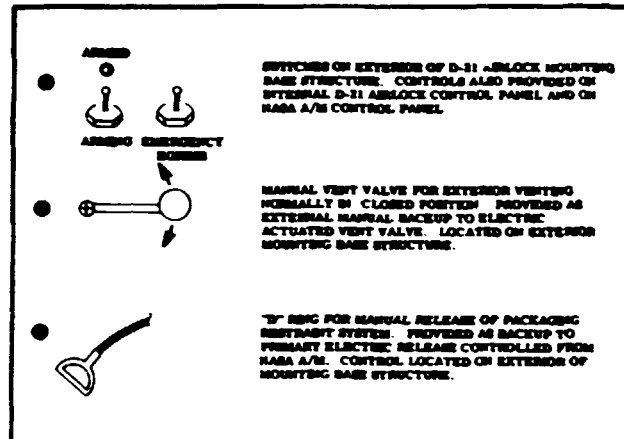 ARMED
ARMING EMERGENCY
SWITCHES ON EXTERIOR OF D-21 AIRLOCK MOUNTING
BASE STRUCTURE. CONTROLS ALSO PROVIDED ON
INTERNAL D-21 AIRLOCK CONTROL PANEL AND ON
NASA A/M CONTROL PANEL
MANUAL VENT VALVE FOR EXTERIOR VENTING
NORMALLY IN CLOSED POSITION PROVIDED AS
EXTERNAL MANUAL BACKUP TO ELECTRIC
ACTUATED VENT VALVE. LOCATED ON EXTERIOR
MOUNTING BASE STRUCTURE.
"D" RING FOR MANUAL RELEASE OF PACKAGING
RESTRAINT SYSTEM. PROVIDED AS BACKUP TO
PRIMARY ELECTRIC RELEASE CONTROLLED FROM
NASA A/M. CONTROL LOCATED ON EXTERIOR OF
MOUNTING BASE STRUCTURE.